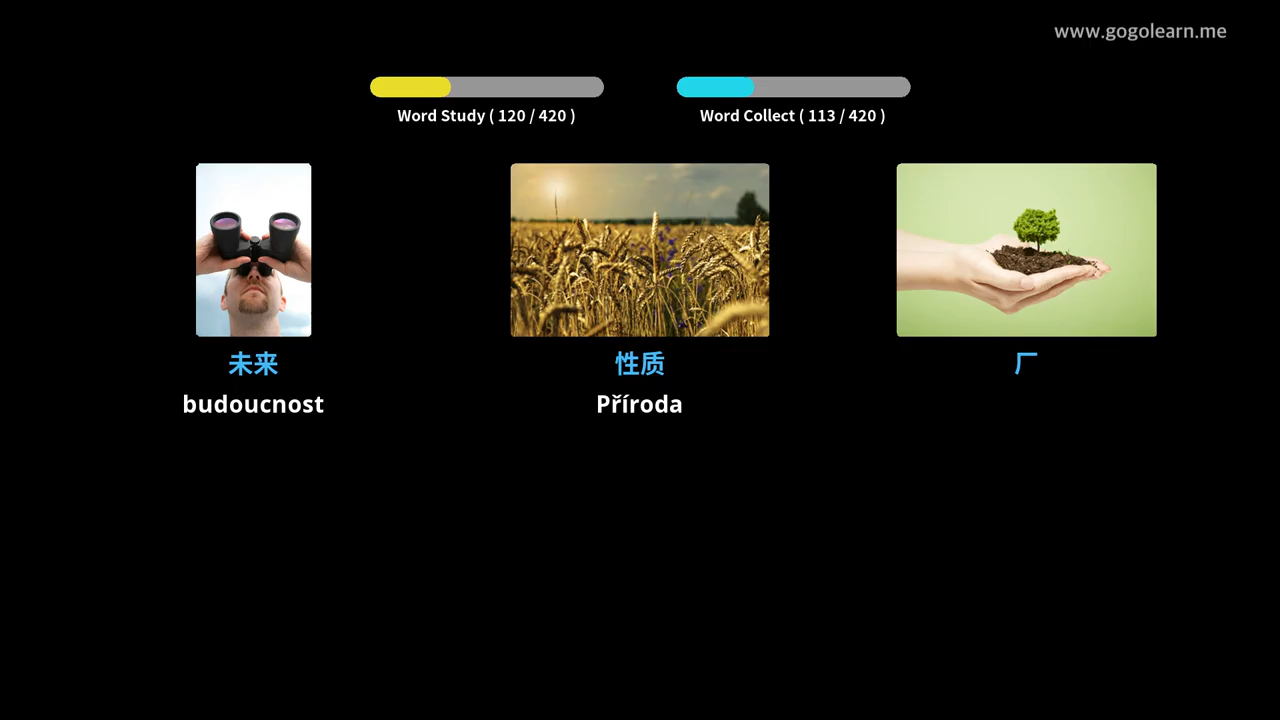 www.gogolearn.me
Word Study ( 120 / 420 )
Word Collect ( 113 / 420 )
未来
budoucnost
性质
Příroda
厂